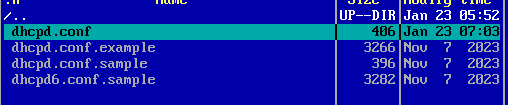 .n Name Size Modify time
/.. UP--DIR Jan 23 05:52
dhcpd.conf 406 Jan 23 07:03
dhcpd.conf.example 3266 Nov 7 2023
dhcpd.conf.sample 396 Nov 7 2023
dhcpd6.conf.sample 3282 Nov 7 2023